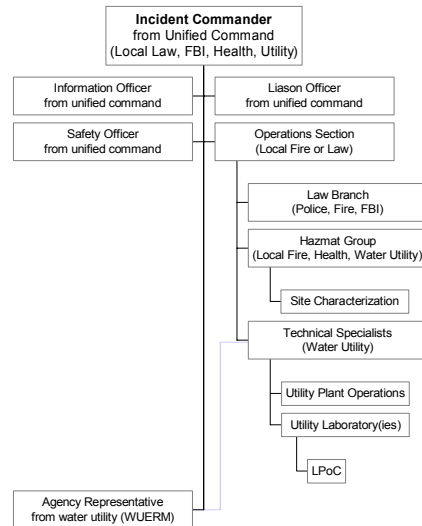 Incident Commander
from Unified Command
(Local Law, FBI, Health, Utility)
Information Officer
from unified command
Liason Officer
from unified command
Safety Officer
from unified command
Operations Section
(Local Fire or Law)
Law Branch
(Police, Fire, FBI)
Hazmat Group
(Local Fire, Health, Water Utility)
Site Characterization
Technical Specialists
(Water Utility)
Utility Plant Operations
Utility Laboratory(ies)
LPoC
Agency Representative
from water utility (WUERM)